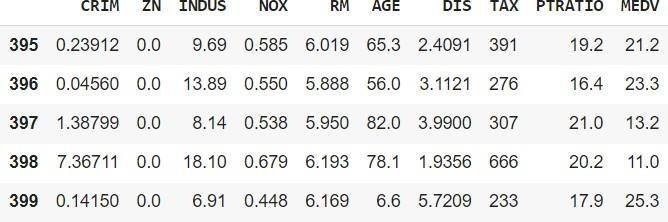 CRIM ZN INDUS NOX RM AGE DIS TAX PTRATIO MEDV
395 0.23912 0.0 9.69 0.585 6.019 65.3 2.4091 391 19.2 21.2
396 0.04560 0.0 13.89 0.550 5.888 56.0 3.1121 276 16.4 23.3
397 1.38799 0.0 8.14 0.538 5.950 82.0 3.9900 307 21.0 13.2
398 7.36711 0.0 18.10 0.679 6.193 78.1 1.9356 666 20.2 11.0
399 0.14150 0.0 6.91 0.448 6.169 6.6 5.7209 233 17.9 25.3